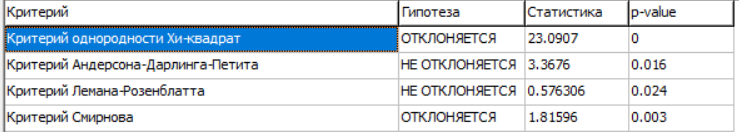 Критерий Гипотеза Статистика p-value
Критерий однородности Хи-квадрат ОТКЛОНЯЕТСЯ 23.0907 0
Критерий Андерсона-Дарлинга-Петита НЕ ОТКЛОНЯЕТСЯ 3.3676 0.016
Критерий Лемана-Розенблатта НЕ ОТКЛОНЯЕТСЯ 0.576306 0.024
Критерий Смирнова ОТКЛОНЯЕТСЯ 1.81596 0.003